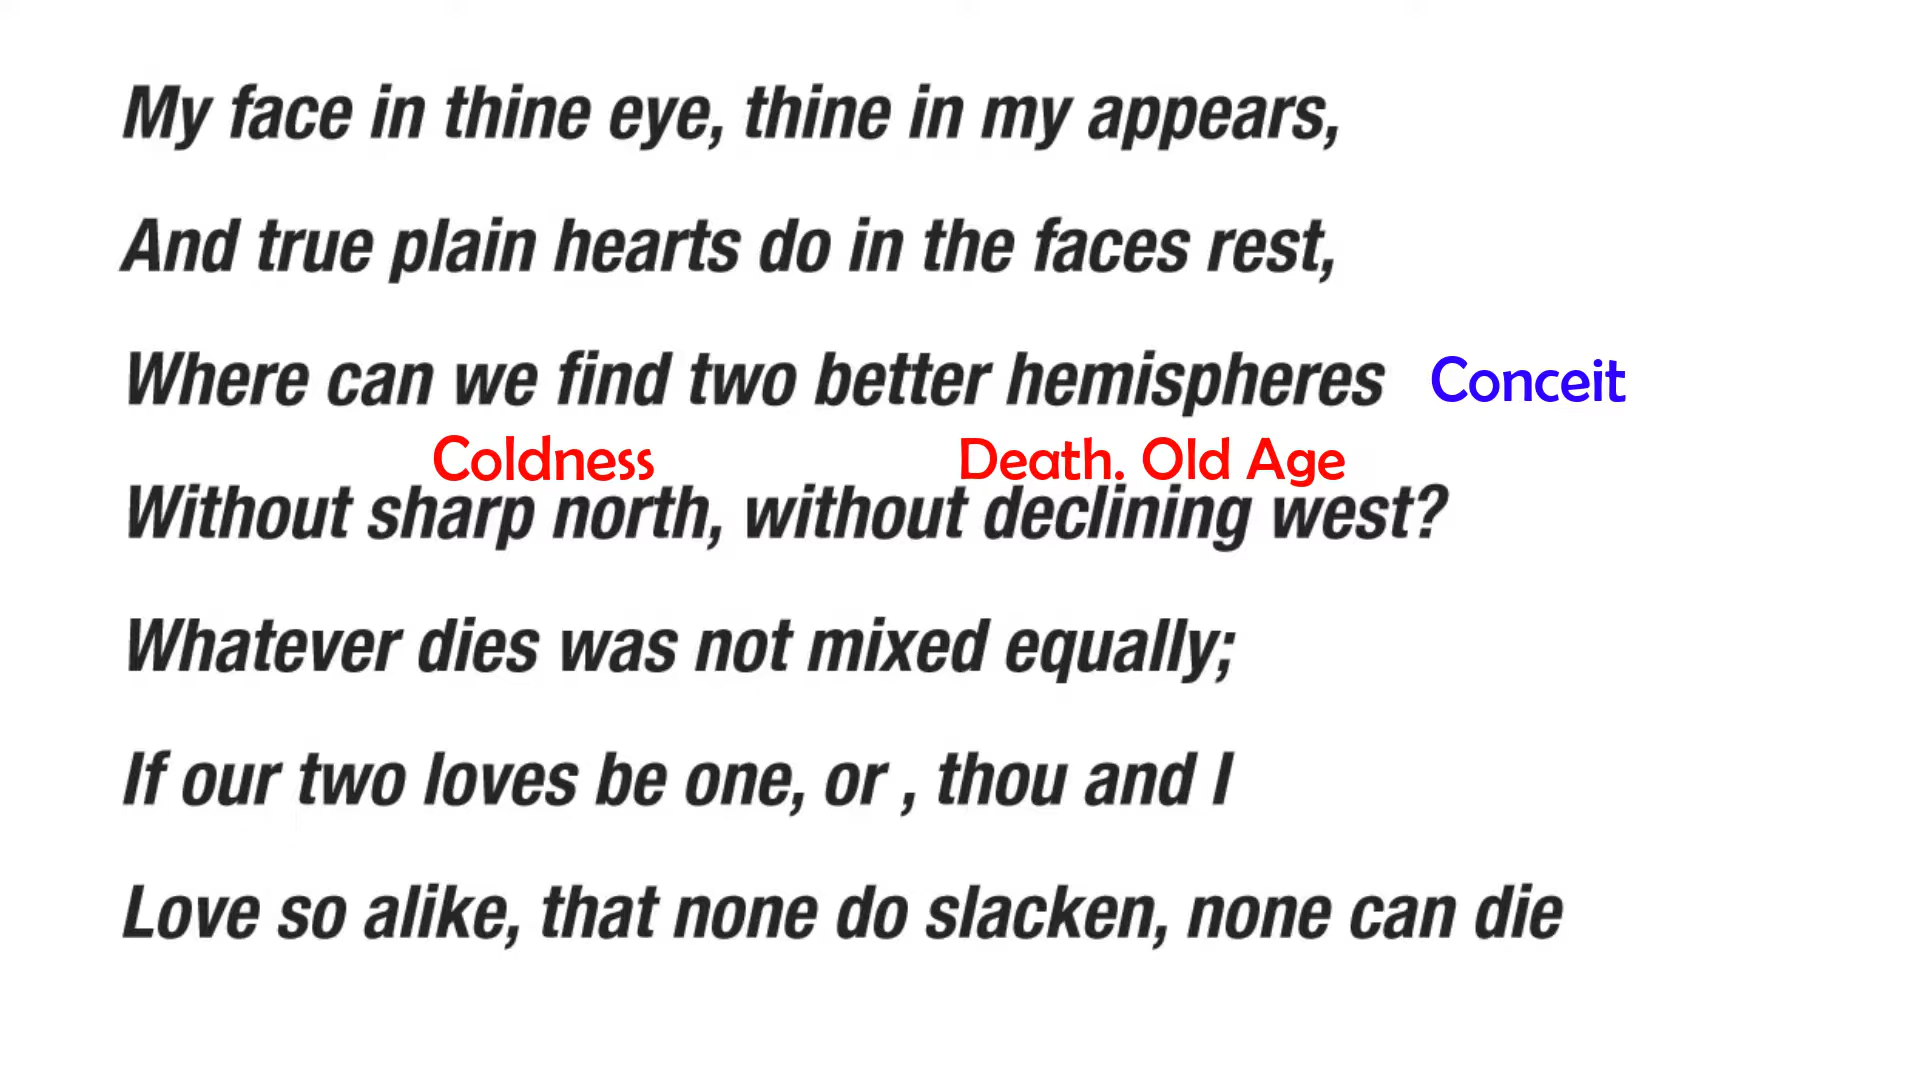 My face in thine eye, thine in my appears,
And true plain hearts do in the faces rest,
Where can we find two better hemispheres Conceit
Coldness Death. Old Age
Without sharp north, without declining west?
Whatever dies was not mixed equally;
If our two loves be one, or , thou and I
Love so alike, that none do slacken, none can die